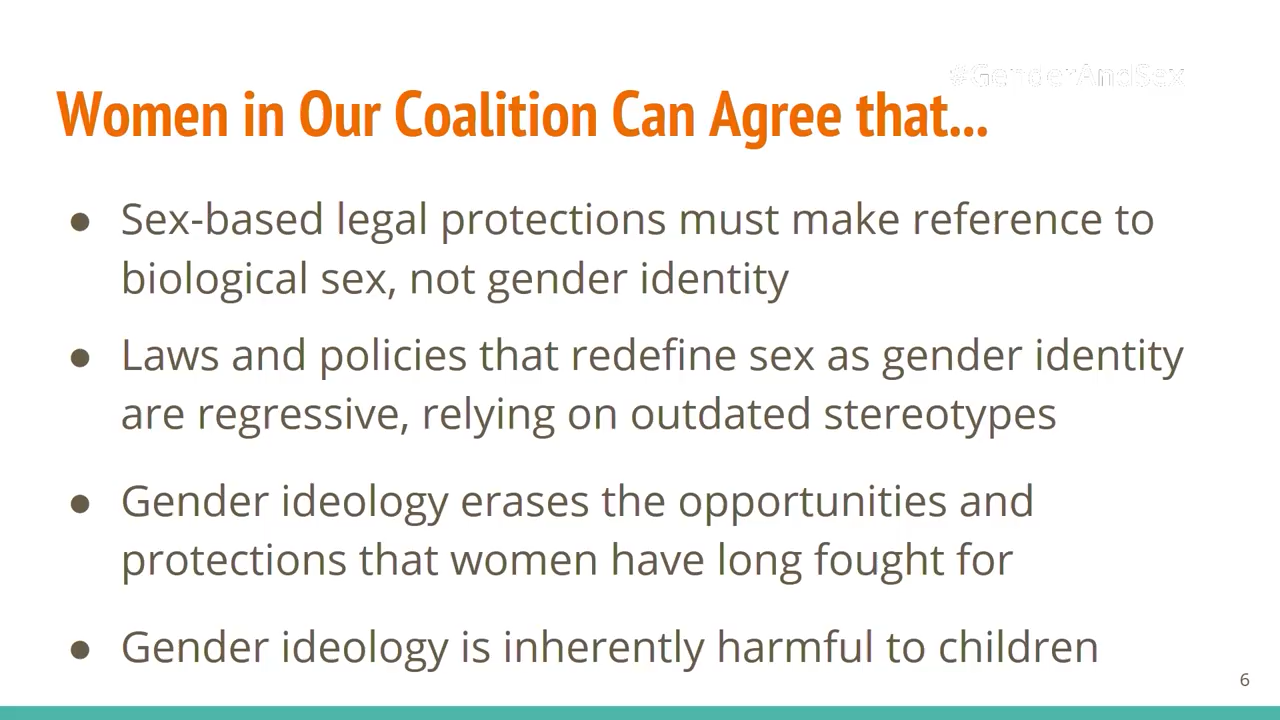 #GenderAndSex
Women in Our Coalition Can Agree that...
● Sex-based legal protections must make reference to
biological sex, not gender identity
● Laws and policies that redefine sex as gender identity
are regressive, relying on outdated stereotypes
● Gender ideology erases the opportunities and
protections that women have long fought for
● Gender ideology is inherently harmful to children
6